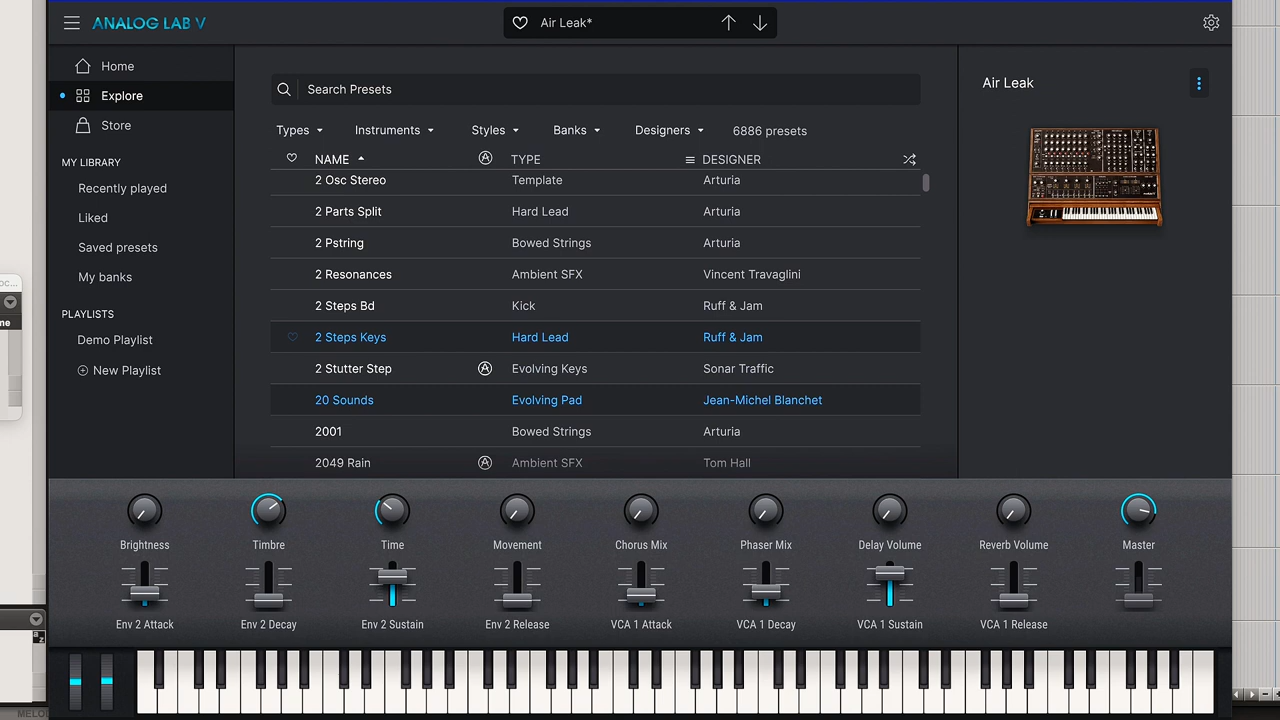 ANALOG LAB V
Air Leak*
Home
Explore
Store
MY LIBRARY
Recently played
Liked
Saved presets
My banks
PLAYLISTS
Demo Playlist
New Playlist
Search Presets
Types Instruments Styles Banks Designers 6886 presets
NAME TYPE DESIGNER
2 Osc Stereo Template Arturia
2 Parts Split Hard Lead Arturia
2 Pstring Bowed Strings Arturia
2 Resonances Ambient SFX Vincent Travaglini
2 Steps Bd Kick Ruff & Jam
2 Steps Keys Hard Lead Ruff & Jam
2 Stutter Step Evolving Keys Sonar Traffic
20 Sounds Evolving Pad Jean-Michel Blanchet
2001 Bowed Strings Arturia
2049 Rain Ambient SFX Tom Hall
Air Leak
Brightness Timbre Time Movement Chorus Mix Phaser Mix Delay Volume Reverb Volume Master
Env 2 Attack Env 2 Decay Env 2 Sustain Env 2 Release VCA 1 Attack VCA 1 Decay VCA 1 Sustain VCA 1 Release